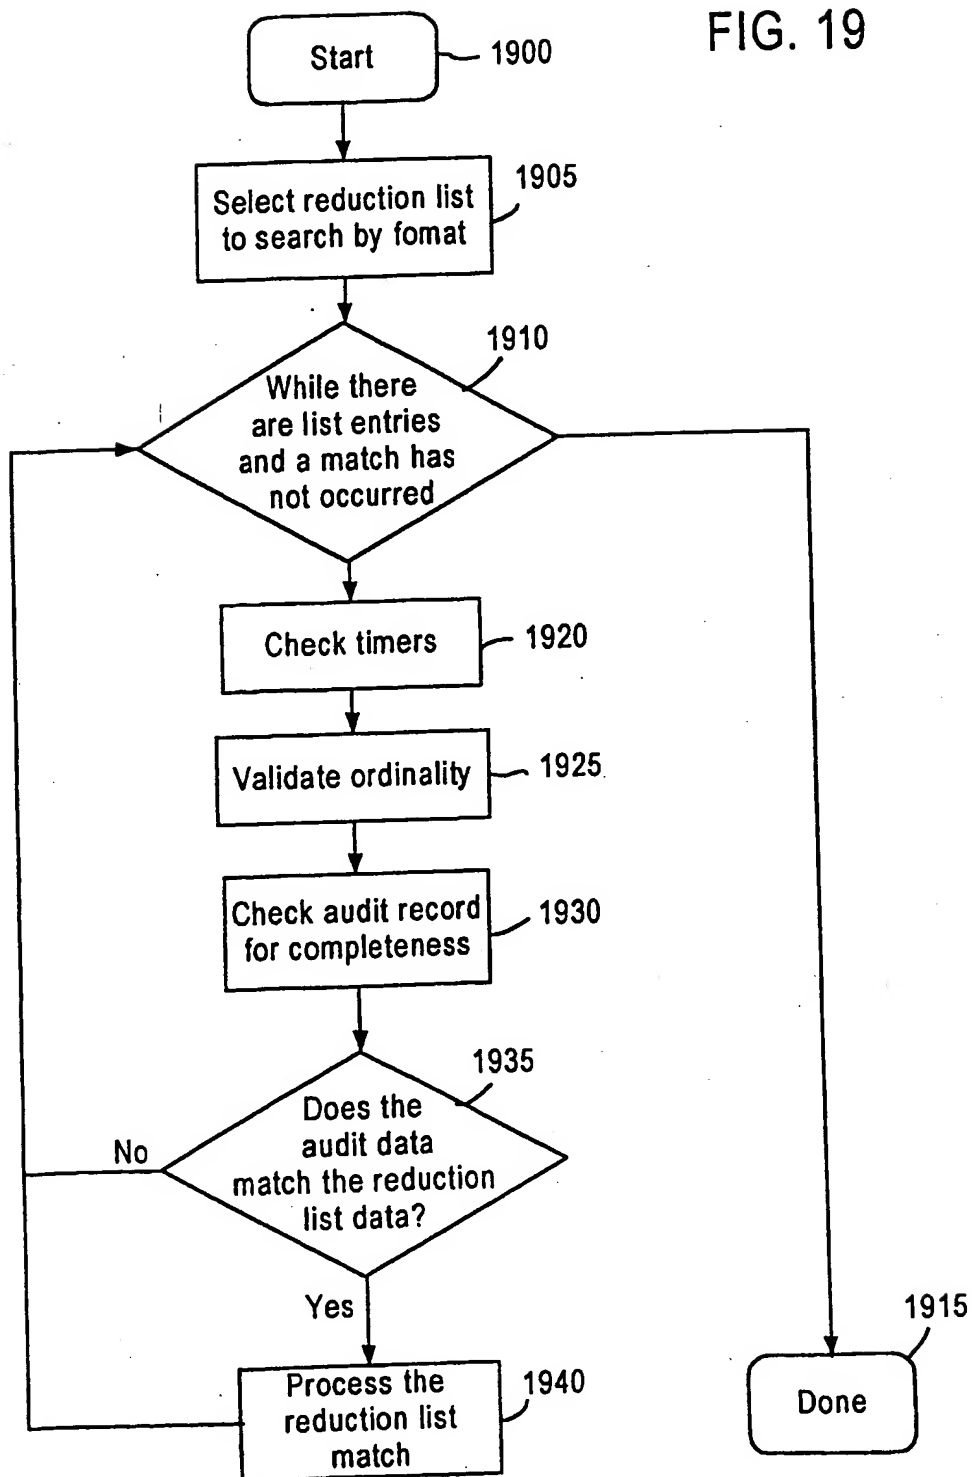 FIG. 19
Start
1900
Select reduction list
to search by fomat
1905
While there
are list entries
and a match has
not occurred
1910
Check timers
1920
Validate ordinality
1925
Check audit record
for completeness
1930
Does the
audit data
match the reduction
list data?
1935
No
Yes
Process the
reduction list
match
1940
Done
1915